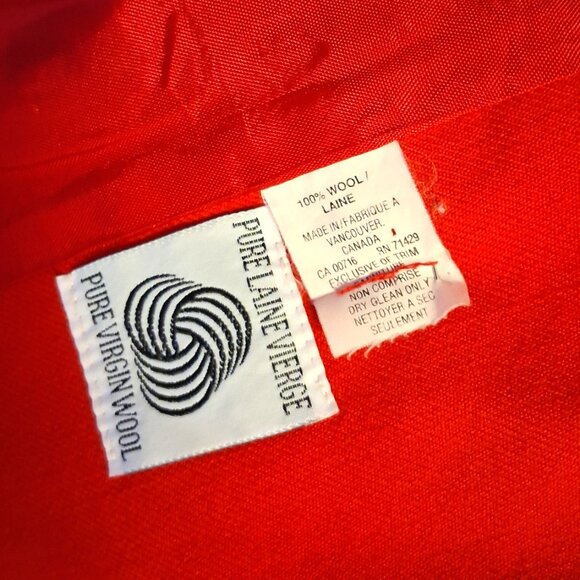 PURE LAINE VIERGE
PURE VIRGIN WOOL
100% WOOL /
LAINE
MADE IN/FABRIQUE A
VANCOUVER,
CANADA
CA 00716 RN 71429
EXCLUSIVE OF TRIM
NON COMPRISE
DRY CLEAN ONLY
NETTOYER A SEC
SEULEMENT